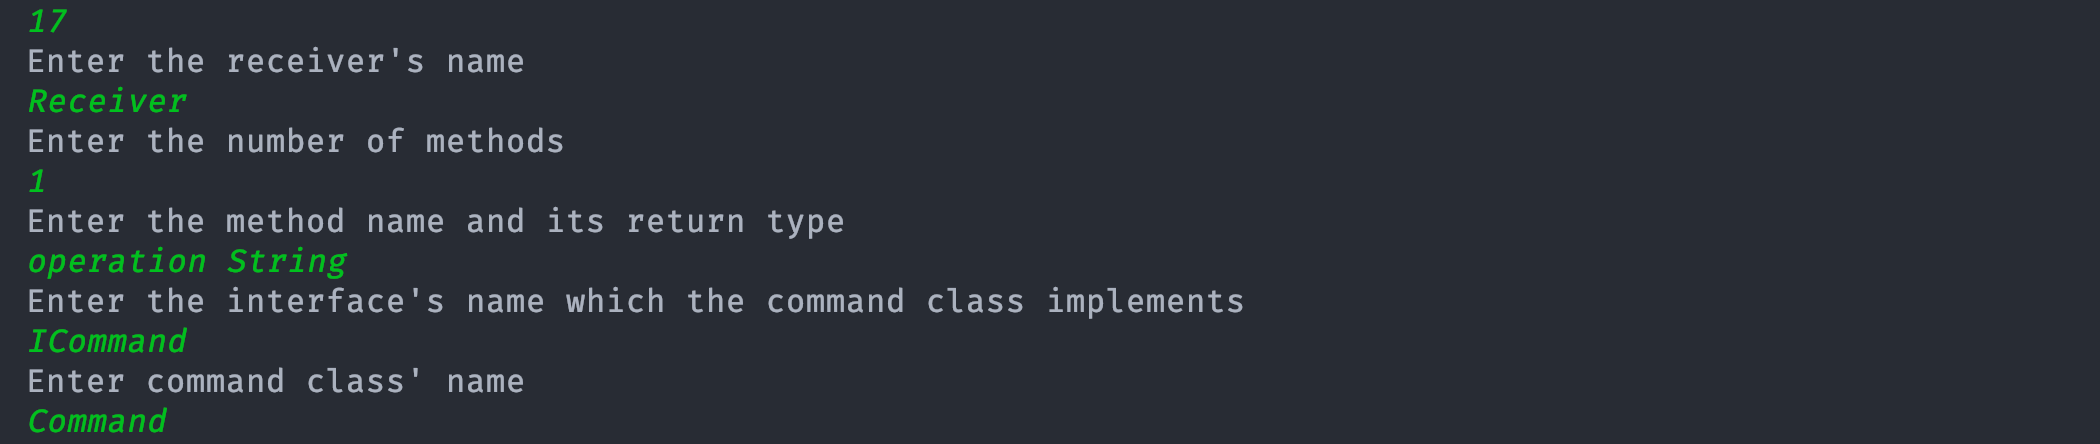 17
Enter the receiver's name
Receiver
Enter the number of methods
1
Enter the method name and its return type
operation String
Enter the interface's name which the command class implements
ICommand
Enter command class' name
Command